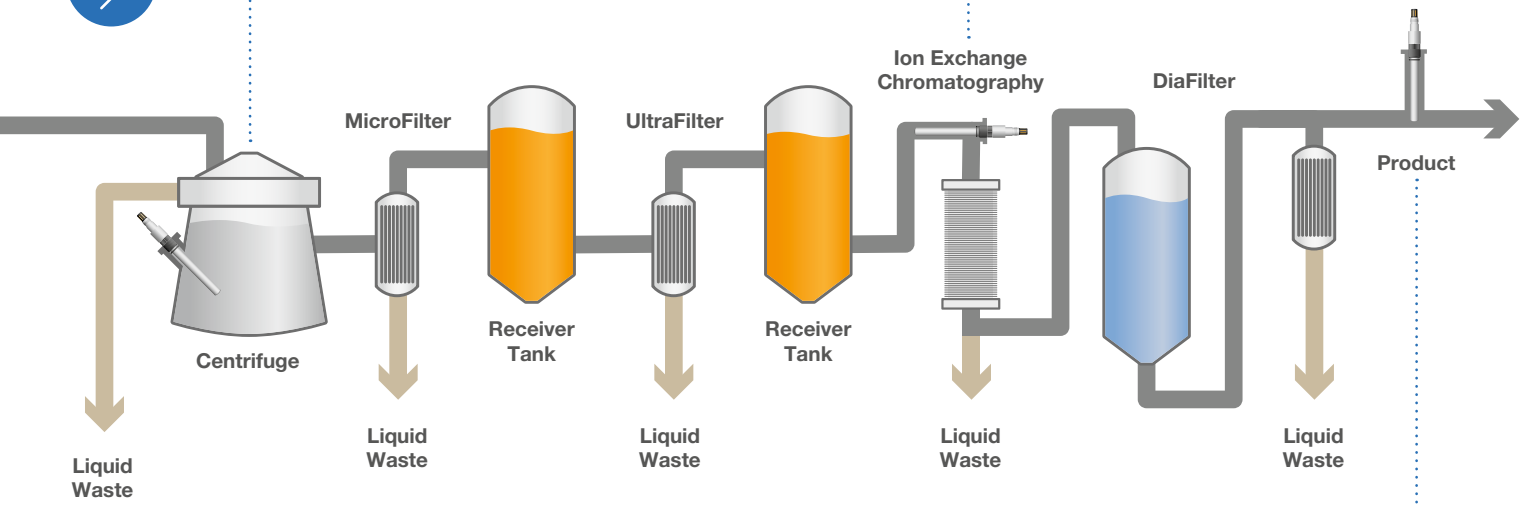 Ion Exchange
Chromatography
DiaFilter
MicroFilter
UltraFilter
Product
Receiver
Tank
Receiver
Tank
Centrifuge
Liquid
Waste
Liquid
Waste
Liquid
Waste
Liquid
Waste
Liquid
Waste